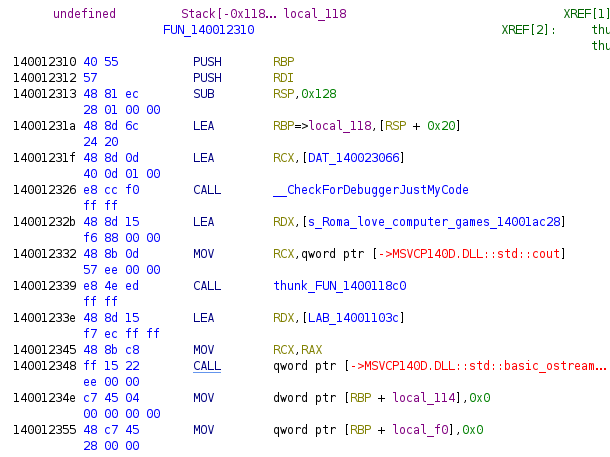 undefined Stack[-0x118... local_118 XREF[1]
FUN_140012310 XREF[2]: thu
thu
140012310 40 55 PUSH RBP
140012312 57 PUSH RDI
140012313 48 81 ec SUB RSP,0x128
28 01 00 00
14001231a 48 8d 6c LEA RBP=>local_118,[RSP + 0x20]
24 20
14001231f 48 8d 0d LEA RCX,[DAT_140023066]
40 0d 01 00
140012326 e8 cc f0 CALL __CheckForDebuggerJustMyCode
ff ff
14001232b 48 8d 15 LEA RDX,[s_Roma_love_computer_games_14001ac28]
f6 88 00 00
140012332 48 8b 0d MOV RCX,qword ptr [->MSVCP140D.DLL::std::cout]
57 ee 00 00
140012339 e8 4e ed CALL thunk_FUN_1400118c0
ff ff
14001233e 48 8d 15 LEA RDX,[LAB_14001103c]
f7 ec ff ff
140012345 48 8b c8 MOV RCX,RAX
140012348 ff 15 22 CALL qword ptr [->MSVCP140D.DLL::std::basic_ostream...
ee 00 00
14001234e c7 45 04 MOV dword ptr [RBP + local_114],0x0
00 00 00 00
140012355 48 c7 45 MOV qword ptr [RBP + local_f0],0x0
28 00 00